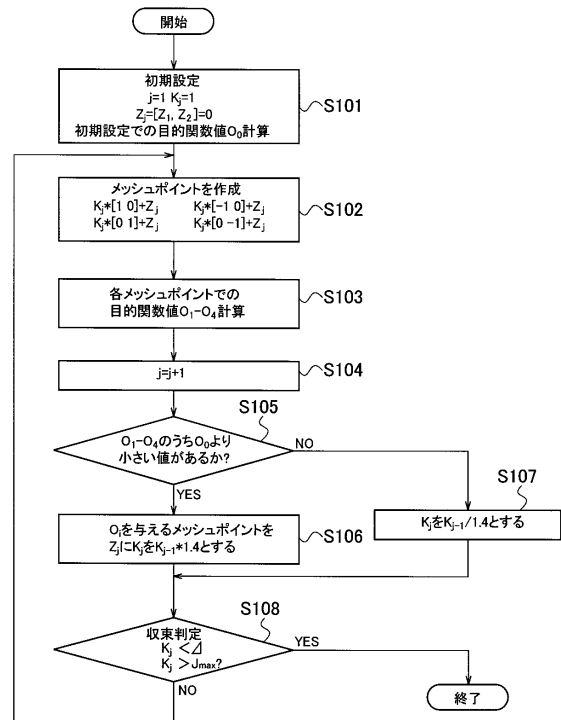 開始
初期設定
j=1 Kj=1
Zj=[Z1, Z2]=0
初期設定での目的関数値O0計算
S101
メッシュポイントを作成
Kj*[1 0]+Zj Kj*[-1 0]+Zj
Kj*[0 1]+Zj Kj*[0 -1]+Zj
S102
各メッシュポイントでの
目的関数値O1-O4計算
S103
j=j+1
S104
S105
O1-O4のうちO0より
小さい値があるか?
NO
YES
S107
Oiを与えるメッシュポイントを
ZjにKjをKj-1*1.4とする
S106
KjをKj-1/1.4とする
S108
収束判定
Kj <⊿
Kj >Jmax?
YES
NO
終了